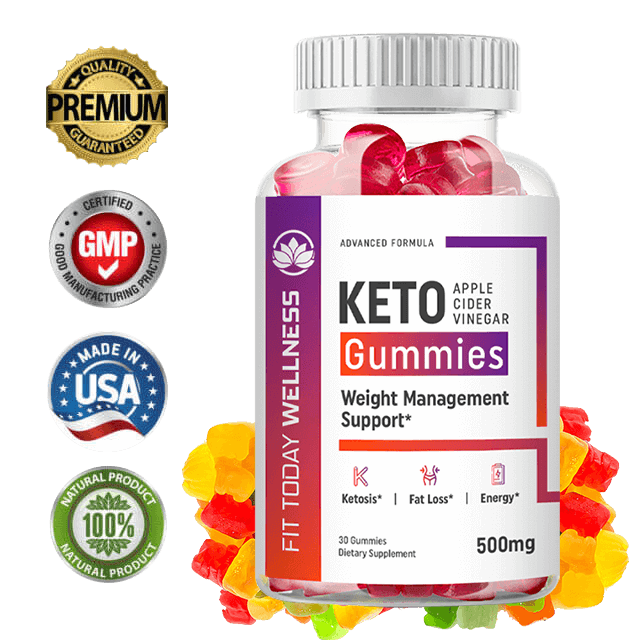 QUALITY
PREMIUM
GUARANTEED
CERTIFIED
GMP
GOOD MANUFACTURING PRACTICE
MADE IN
USA
NATURAL PRODUCT
100%
NATURAL PRODUCT
FIT TODAY WELLNESS
ADVANCED FORMULA
KETO
APPLE
CIDER
VINEGAR
Gummies
Weight Management
Support*
Ketosis* | Fat Loss* | Energy*
30 Gummies
Dietary Supplement
500mg